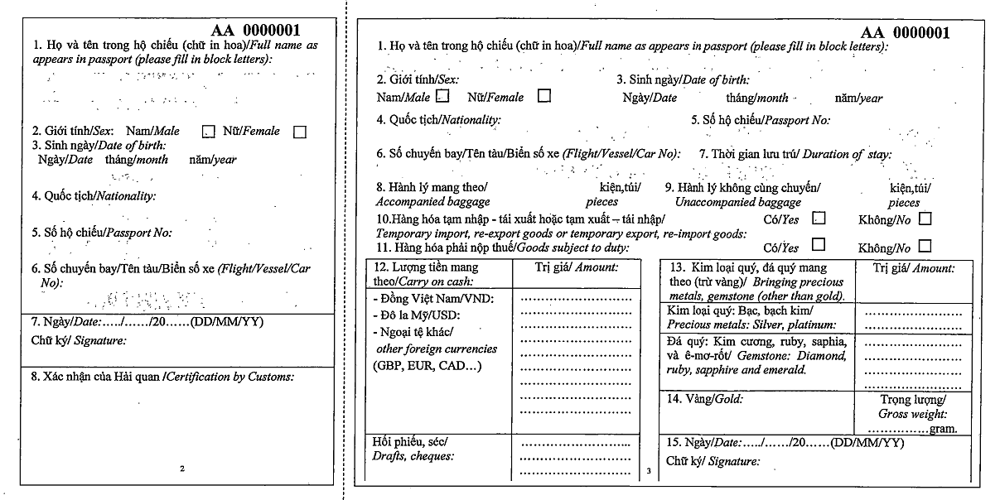 AA 0000001
1. Họ và tên trong hộ chiếu (chữ in hoa)/Full name as
appears in passport (please fill in block letters):
2. Giới tính/Sex: Nam/Male Nữ/Female
3. Sinh ngày/Date of birth:
Ngày/Date tháng/month năm/year
4. Quốc tịch/Nationality:
5. Số hộ chiếu/Passport No:
6. Số chuyến bay/Tên tàu/Biển số xe (Flight/Vessel/Car
No):
7. Ngày/Date:...../......./20......(DD/MM/YY)
Chữ ký/ Signature:
8. Xác nhận của Hải quan /Certification by Customs:
2
AA 0000001
1. Họ và tên trong hộ chiếu (chữ in hoa)/Full name as appears in passport (please fill in block letters):
2. Giới tính/Sex: 3. Sinh ngày/Date of birth:
Nam/Male Nữ/Female Ngày/Date tháng/month năm/year
4. Quốc tịch/Nationality: 5. Số hộ chiếu/Passport No:
6. Số chuyến bay/Tên tàu/Biển số xe (Flight/Vessel/Car No): 7. Thời gian lưu trú/ Duration of stay:
8. Hành lý mang theo/ kiện,túi/ 9. Hành lý không cùng chuyến/ kiện,túi/
Accompanied baggage pieces Unaccompanied baggage pieces
10.Hàng hóa tạm nhập - tái xuất hoặc tạm xuất – tái nhập/ Có/Yes Không/No
Temporary import, re-export goods or temporary export, re-import goods:
11. Hàng hóa phải nộp thuế/Goods subject to duty: Có/Yes Không/No
12. Lượng tiền mang Trị giá/ Amount:
theo/Carry on cash:
- Đồng Việt Nam/VND: ..............................
- Đô la Mỹ/USD: ..............................
- Ngoại tệ khác/ ..............................
other foreign currencies ..............................
(GBP, EUR, CAD…) ..............................
..............................
..............................
..............................
Hối phiếu, séc/ ..............................
Drafts, cheques: ..............................
..............................
3
13. Kim loại quý, đá quý mang Trị giá/ Amount:
theo (trừ vàng)/ Bringing precious
metals, gemstone (other than gold).
Kim loại quý: Bạc, bạch kim/ ..........................
Precious metals: Silver, platinum: ..........................
Đá quý: Kim cương, ruby, saphia, ..........................
và ê-mơ-rốt/ Gemstone: Diamond, ..........................
ruby, sapphire and emerald. ..........................
..........................
14. Vàng/Gold: Trọng lượng/
Gross weight:
................gram.
15. Ngày/Date:...../......./20......(DD/MM/YY)
Chữ ký/ Signature: